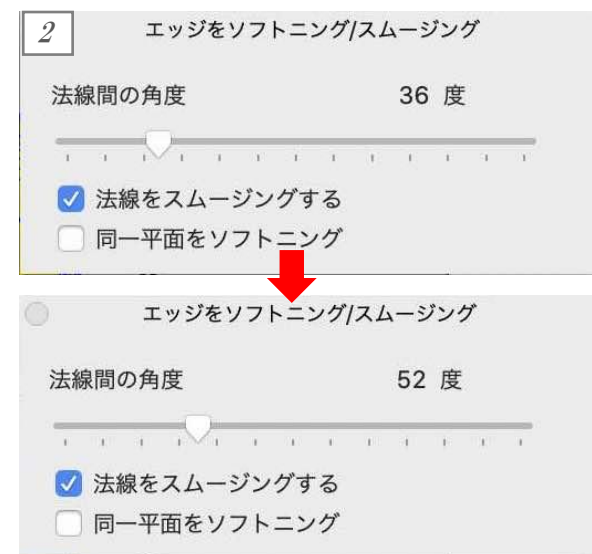 2
エッジをソフトニング/スムージング
法線間の角度 36 度
法線をスムージングする
同一平面をソフトニング
エッジをソフトニング/スムージング
法線間の角度 52 度
法線をスムージングする
同一平面をソフトニング